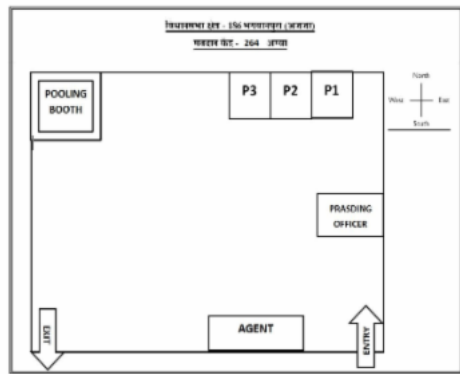 विधानसभा क्षेत्र - 186 भगवानपुरा (अजजा)
मतदान केंद्र - 264
North
West
East
South
POOLING
BOOTH
P3
P2
P1
PRASDING
OFFICER
AGENT
EXIT
ENTRY